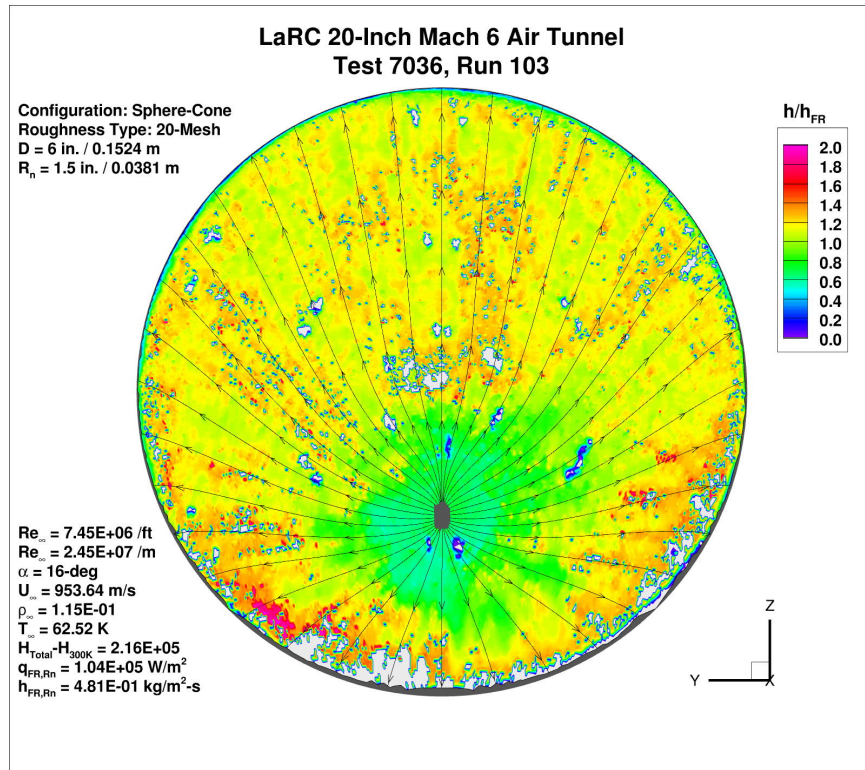 LaRC 20-Inch Mach 6 Air Tunnel
Test 7036, Run 103
Configuration: Sphere-Cone
Roughness Type: 20-Mesh
D = 6 in. / 0.1524 m
Rₙ = 1.5 in. / 0.0381 m
h/h_FR
2.0
1.8
1.6
1.4
1.2
1.0
0.8
0.6
0.4
0.2
0.0
Re_∞ = 7.45E+06 /ft
Re_∞ = 2.45E+07 /m
α = 16-deg
U_∞ = 953.64 m/s
ρ_∞ = 1.15E-01
T_∞ = 62.52 K
H_Total-H_300K = 2.16E+05
q_FR,Rn = 1.04E+05 W/m²
h_FR,Rn = 4.81E-01 kg/m²-s
Z
Y
X